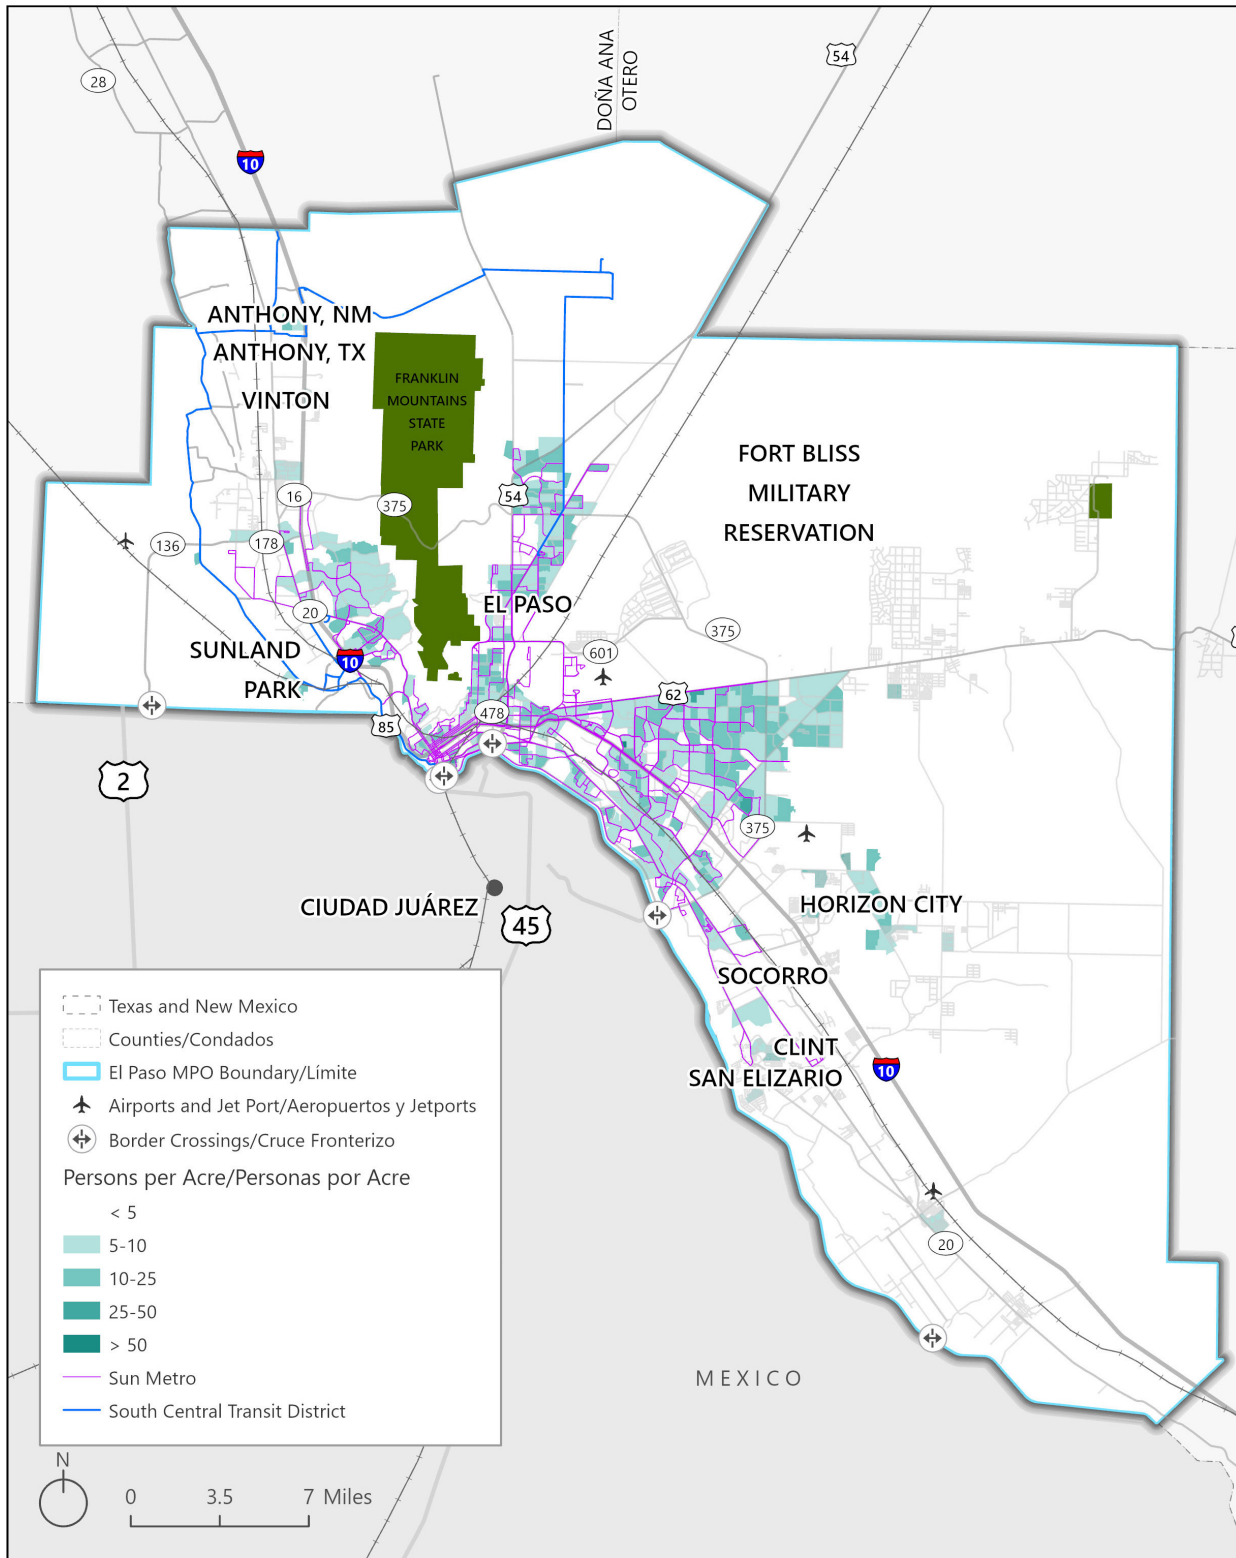 DOÑA ANA
OTERO
54
28
10
ANTHONY, NM
ANTHONY, TX
VINTON
FRANKLIN
MOUNTAINS
STATE
PARK
FORT BLISS
MILITARY
RESERVATION
16
375
54
136
178
20
EL PASO
375
601
SUNLAND
PARK
10
62
478
85
2
375
CIUDAD JUÁREZ
45
HORIZON CITY
SOCORRO
CLINT
SAN ELIZARIO
10
20
MEXICO
Texas and New Mexico
Counties/Condados
El Paso MPO Boundary/Límite
Airports and Jet Port/Aeropuertos y Jetports
Border Crossings/Cruce Fronterizo
Persons per Acre/Personas por Acre
< 5
5-10
10-25
25-50
> 50
Sun Metro
South Central Transit District
N
0 3.5 7 Miles